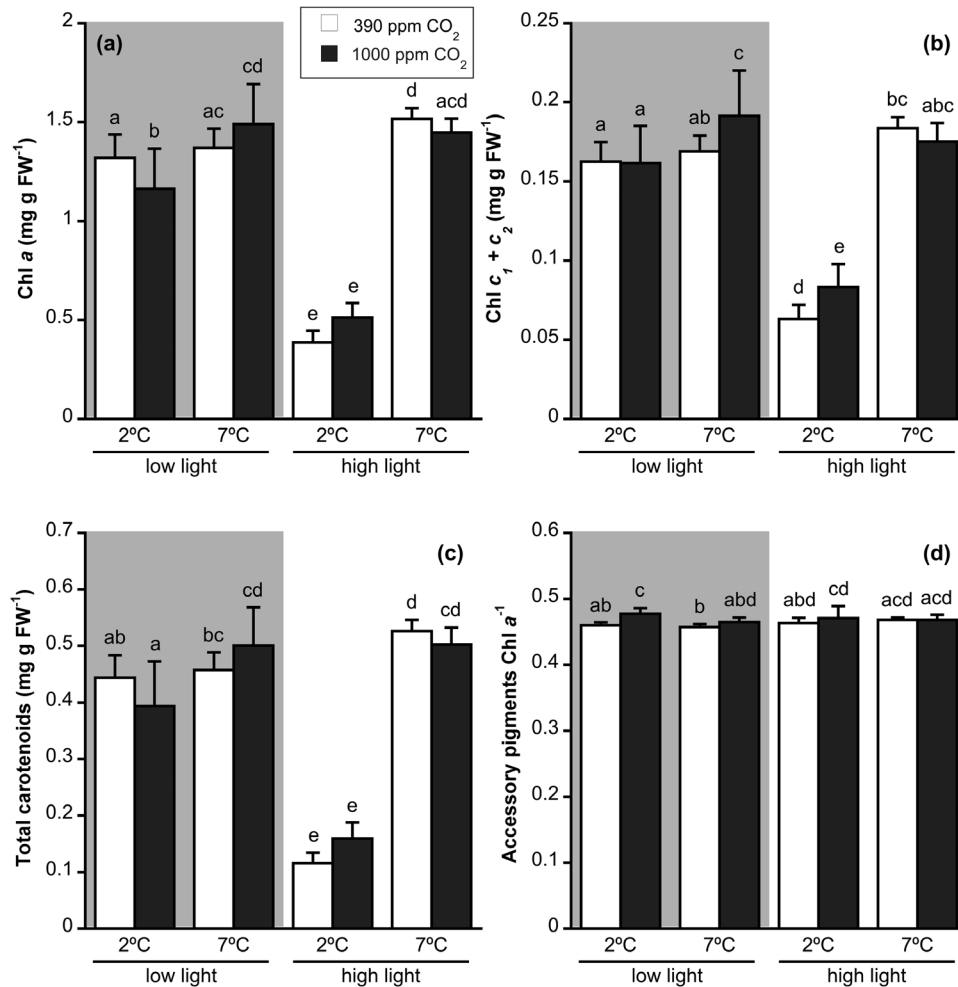 (a)
390 ppm CO₂
1000 ppm CO₂
Chl a (mg g FW⁻¹)
2
1.5
1
0.5
0
a
b
ac
cd
e
e
d
acd
2ºC
7ºC
2ºC
7ºC
low light
high light
(b)
Chl c₁ + c₂ (mg g FW⁻¹)
0.25
0.2
0.15
0.1
0.05
0
a
a
ab
c
d
e
bc
abc
2ºC
7ºC
2ºC
7ºC
low light
high light
(c)
Total carotenoids (mg g FW⁻¹)
0.7
0.6
0.5
0.4
0.3
0.2
0.1
0
ab
a
bc
cd
e
e
d
cd
2ºC
7ºC
2ºC
7ºC
low light
high light
(d)
Accessory pigments Chl a⁻¹
0.6
0.5
0.4
0.3
0.2
0.1
0
ab
c
b
abd
abd
cd
acd
acd
2ºC
7ºC
2ºC
7ºC
low light
high light